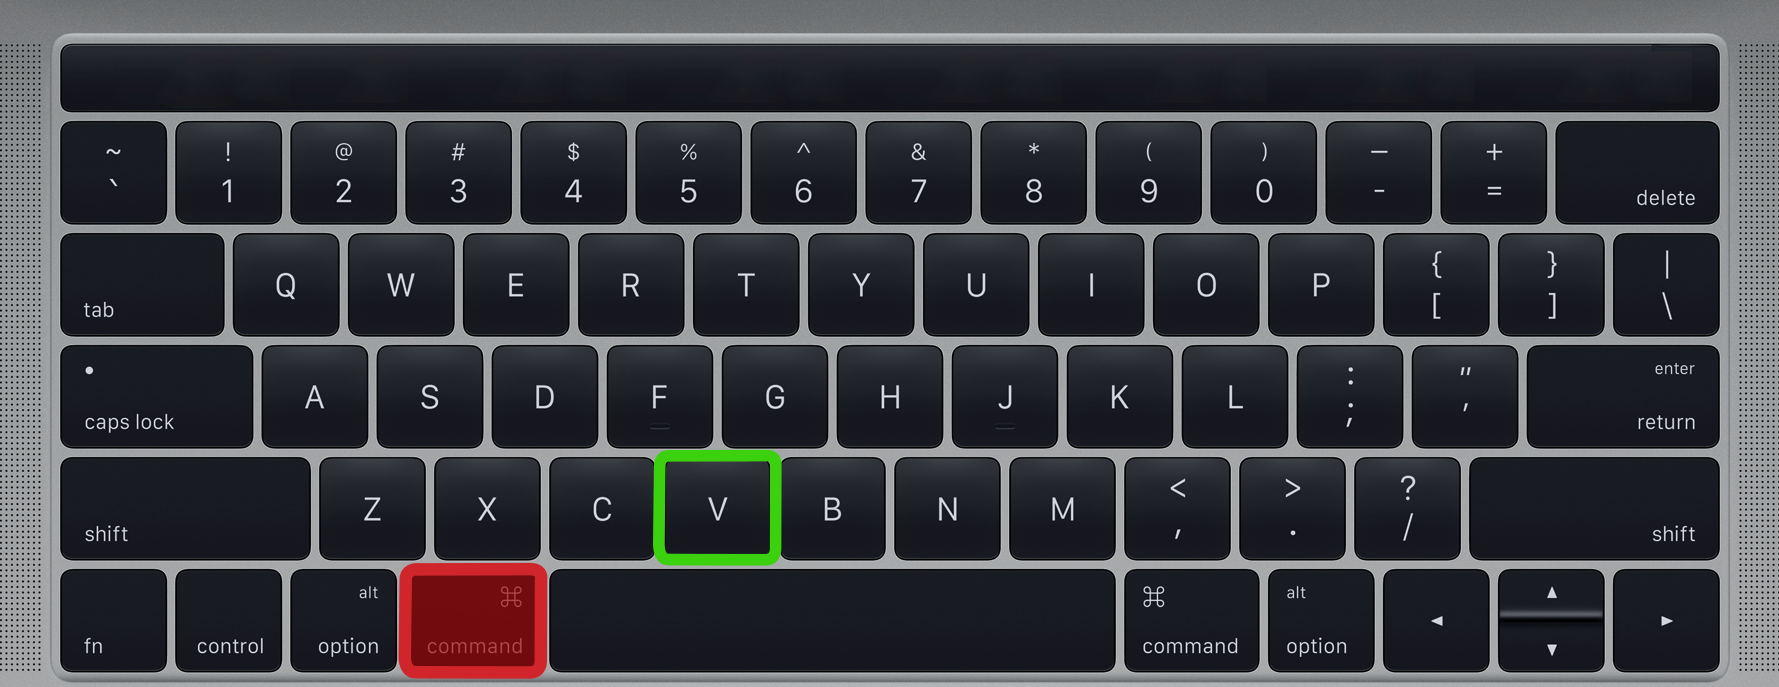 ~ ! @ # $ % ^ & * ( ) — +
` 1 2 3 4 5 6 7 8 9 0 - = delete
tab Q W E R T Y U I O P { [ } ] | \
caps lock A S D F G H J K L : ; " ' enter return
shift Z X C V B N M < , > . ? / shift
fn control alt option ⌘ command ⌘ command alt option ◀ ▲ ▼ ▶